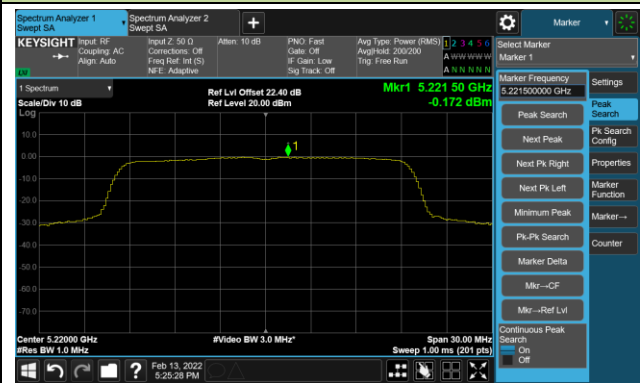 Spectrum Analyzer 1
Swept SA
Spectrum Analyzer 2
Swept SA
+
Marker
KEYSIGHT
Input: RF
Coupling: AC
Align: Auto
Input Z: 50 Ω
Corrections: Off
Freq Ref: Int (S)
NFE: Adaptive
Atten: 10 dB
PNO: Fast
Gate: Off
IF Gain: Low
Sig Track: Off
Avg Type: Power (RMS)
Avg|Hold: 200/200
Trig: Free Run
1 2 3 4 5 6
A W W W W W
A N N N N N
Select Marker
Marker 1
1 Spectrum
Scale/Div 10 dB
Ref Lvl Offset 22.40 dB
Ref Level 20.00 dBm
Mkr1 5.221 50 GHz
-0.172 dBm
Log
10.0
0.00
-10.0
-20.0
-30.0
-40.0
-50.0
-60.0
-70.0
1
Center 5.22000 GHz
#Res BW 1.0 MHz
#Video BW 3.0 MHz*
Span 30.00 MHz
Sweep 1.00 ms (201 pts)
Marker Frequency
5.221500000 GHz
Peak Search
Next Peak
Next Pk Right
Next Pk Left
Minimum Peak
Pk-Pk Search
Marker Delta
Mkr→CF
Mkr→Ref Lvl
Continuous Peak
Search
On
Off
Settings
Peak
Search
Pk Search
Config
Properties
Marker
Function
Marker→
Counter
?
Feb 13, 2022
5:25:28 PM